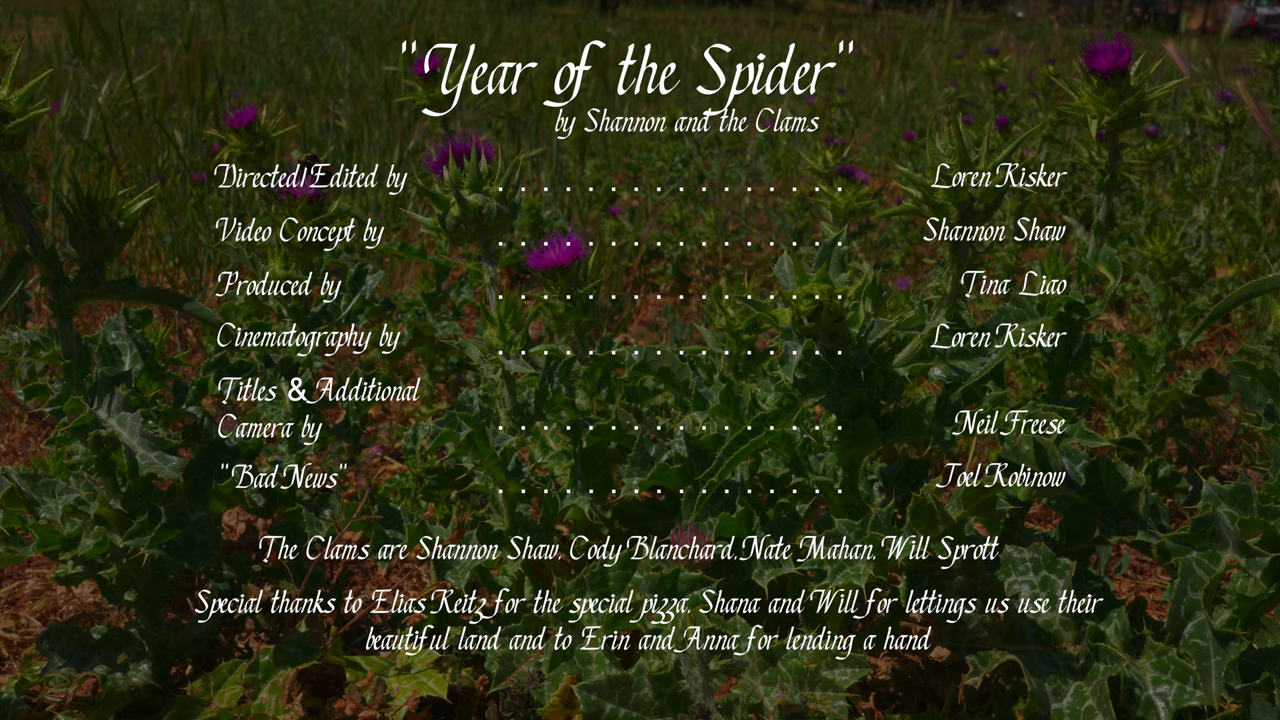 "Year of the Spider"
by Shannon and the Clams
Directed/Edited by . . . . . . . . . . . . . . . . Loren Risker
Video Concept by . . . . . . . . . . . . . . . . Shannon Shaw
Produced by . . . . . . . . . . . . . . . . Tina Liao
Cinematography by . . . . . . . . . . . . . . . . Loren Risker
Titles & Additional
Camera by . . . . . . . . . . . . . . . . Neil Freese
"Bad News" . . . . . . . . . . . . . . . . Joel Robinow
The Clams are Shannon Shaw, Cody Blanchard, Nate Mahan, Will Sprott
Special thanks to Elias Reitz for the special pizza, Shana and Will for lettings us use their
beautiful land and to Erin and Anna for lending a hand